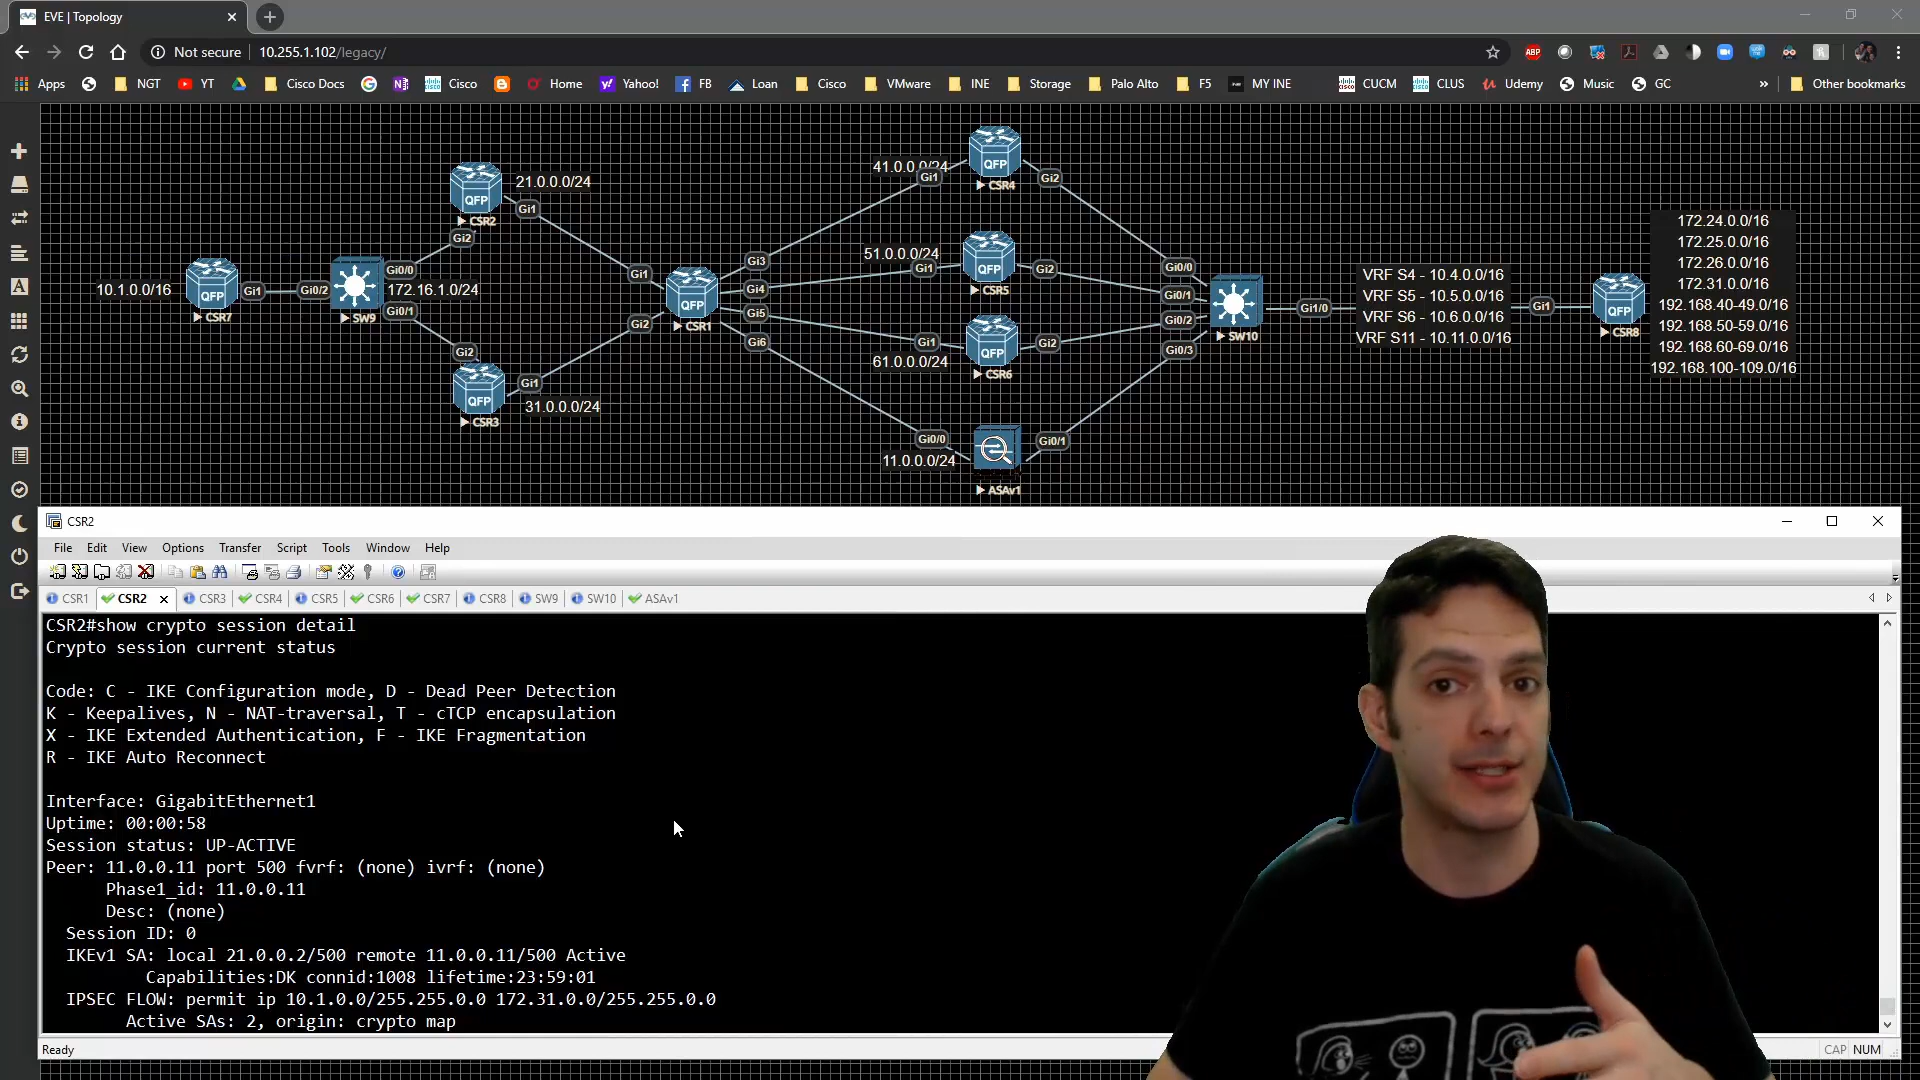 EVE | Topology
Not secure | 10.255.1.102/legacy/
ABP
Apps NGT YT Cisco Docs Cisco Home Yahoo! FB Loan Cisco VMware INE Storage Palo Alto F5 MY INE CUCM CLUS Udemy Music GC » Other bookmarks
41.0.0.0/24
QFP
CSR4
Gi1
Gi2
QFP
CSR2
21.0.0.0/24
Gi1
Gi2
172.24.0.0/16
172.25.0.0/16
172.26.0.0/16
172.31.0.0/16
192.168.40-49.0/16
192.168.50-59.0/16
192.168.60-69.0/16
192.168.100-109.0/16
51.0.0.0/24
Gi1
QFP
CSR5
Gi2
10.1.0.0/16
QFP
CSR7
Gi1
Gi0/2
SW9
Gi0/0
172.16.1.0/24
Gi0/1
Gi1
Gi2
QFP
CSR1
Gi3
Gi4
Gi5
Gi6
Gi0/0
Gi0/1
Gi0/2
Gi0/3
SW10
Gi1/0
VRF S4 - 10.4.0.0/16
VRF S5 - 10.5.0.0/16
VRF S6 - 10.6.0.0/16
VRF S11 - 10.11.0.0/16
Gi1
QFP
CSR8
61.0.0.0/24
Gi1
QFP
CSR6
Gi2
Gi2
QFP
CSR3
Gi1
31.0.0.0/24
11.0.0.0/24
Gi0/0
Gi0/1
ASAv1
CSR2
File Edit View Options Transfer Script Tools Window Help
CSR1 CSR2 CSR3 CSR4 CSR5 CSR6 CSR7 CSR8 SW9 SW10 ASAv1
CSR2#show crypto session detail
Crypto session current status
Code: C - IKE Configuration mode, D - Dead Peer Detection
K - Keepalives, N - NAT-traversal, T - cTCP encapsulation
X - IKE Extended Authentication, F - IKE Fragmentation
R - IKE Auto Reconnect
Interface: GigabitEthernet1
Uptime: 00:00:58
Session status: UP-ACTIVE
Peer: 11.0.0.11 port 500 fvrf: (none) ivrf: (none)
Phase1_id: 11.0.0.11
Desc: (none)
Session ID: 0
IKEv1 SA: local 21.0.0.2/500 remote 11.0.0.11/500 Active
Capabilities:DK connid:1008 lifetime:23:59:01
IPSEC FLOW: permit ip 10.1.0.0/255.255.0.0 172.31.0.0/255.255.0.0
Active SAs: 2, origin: crypto map
Ready
CAP NUM